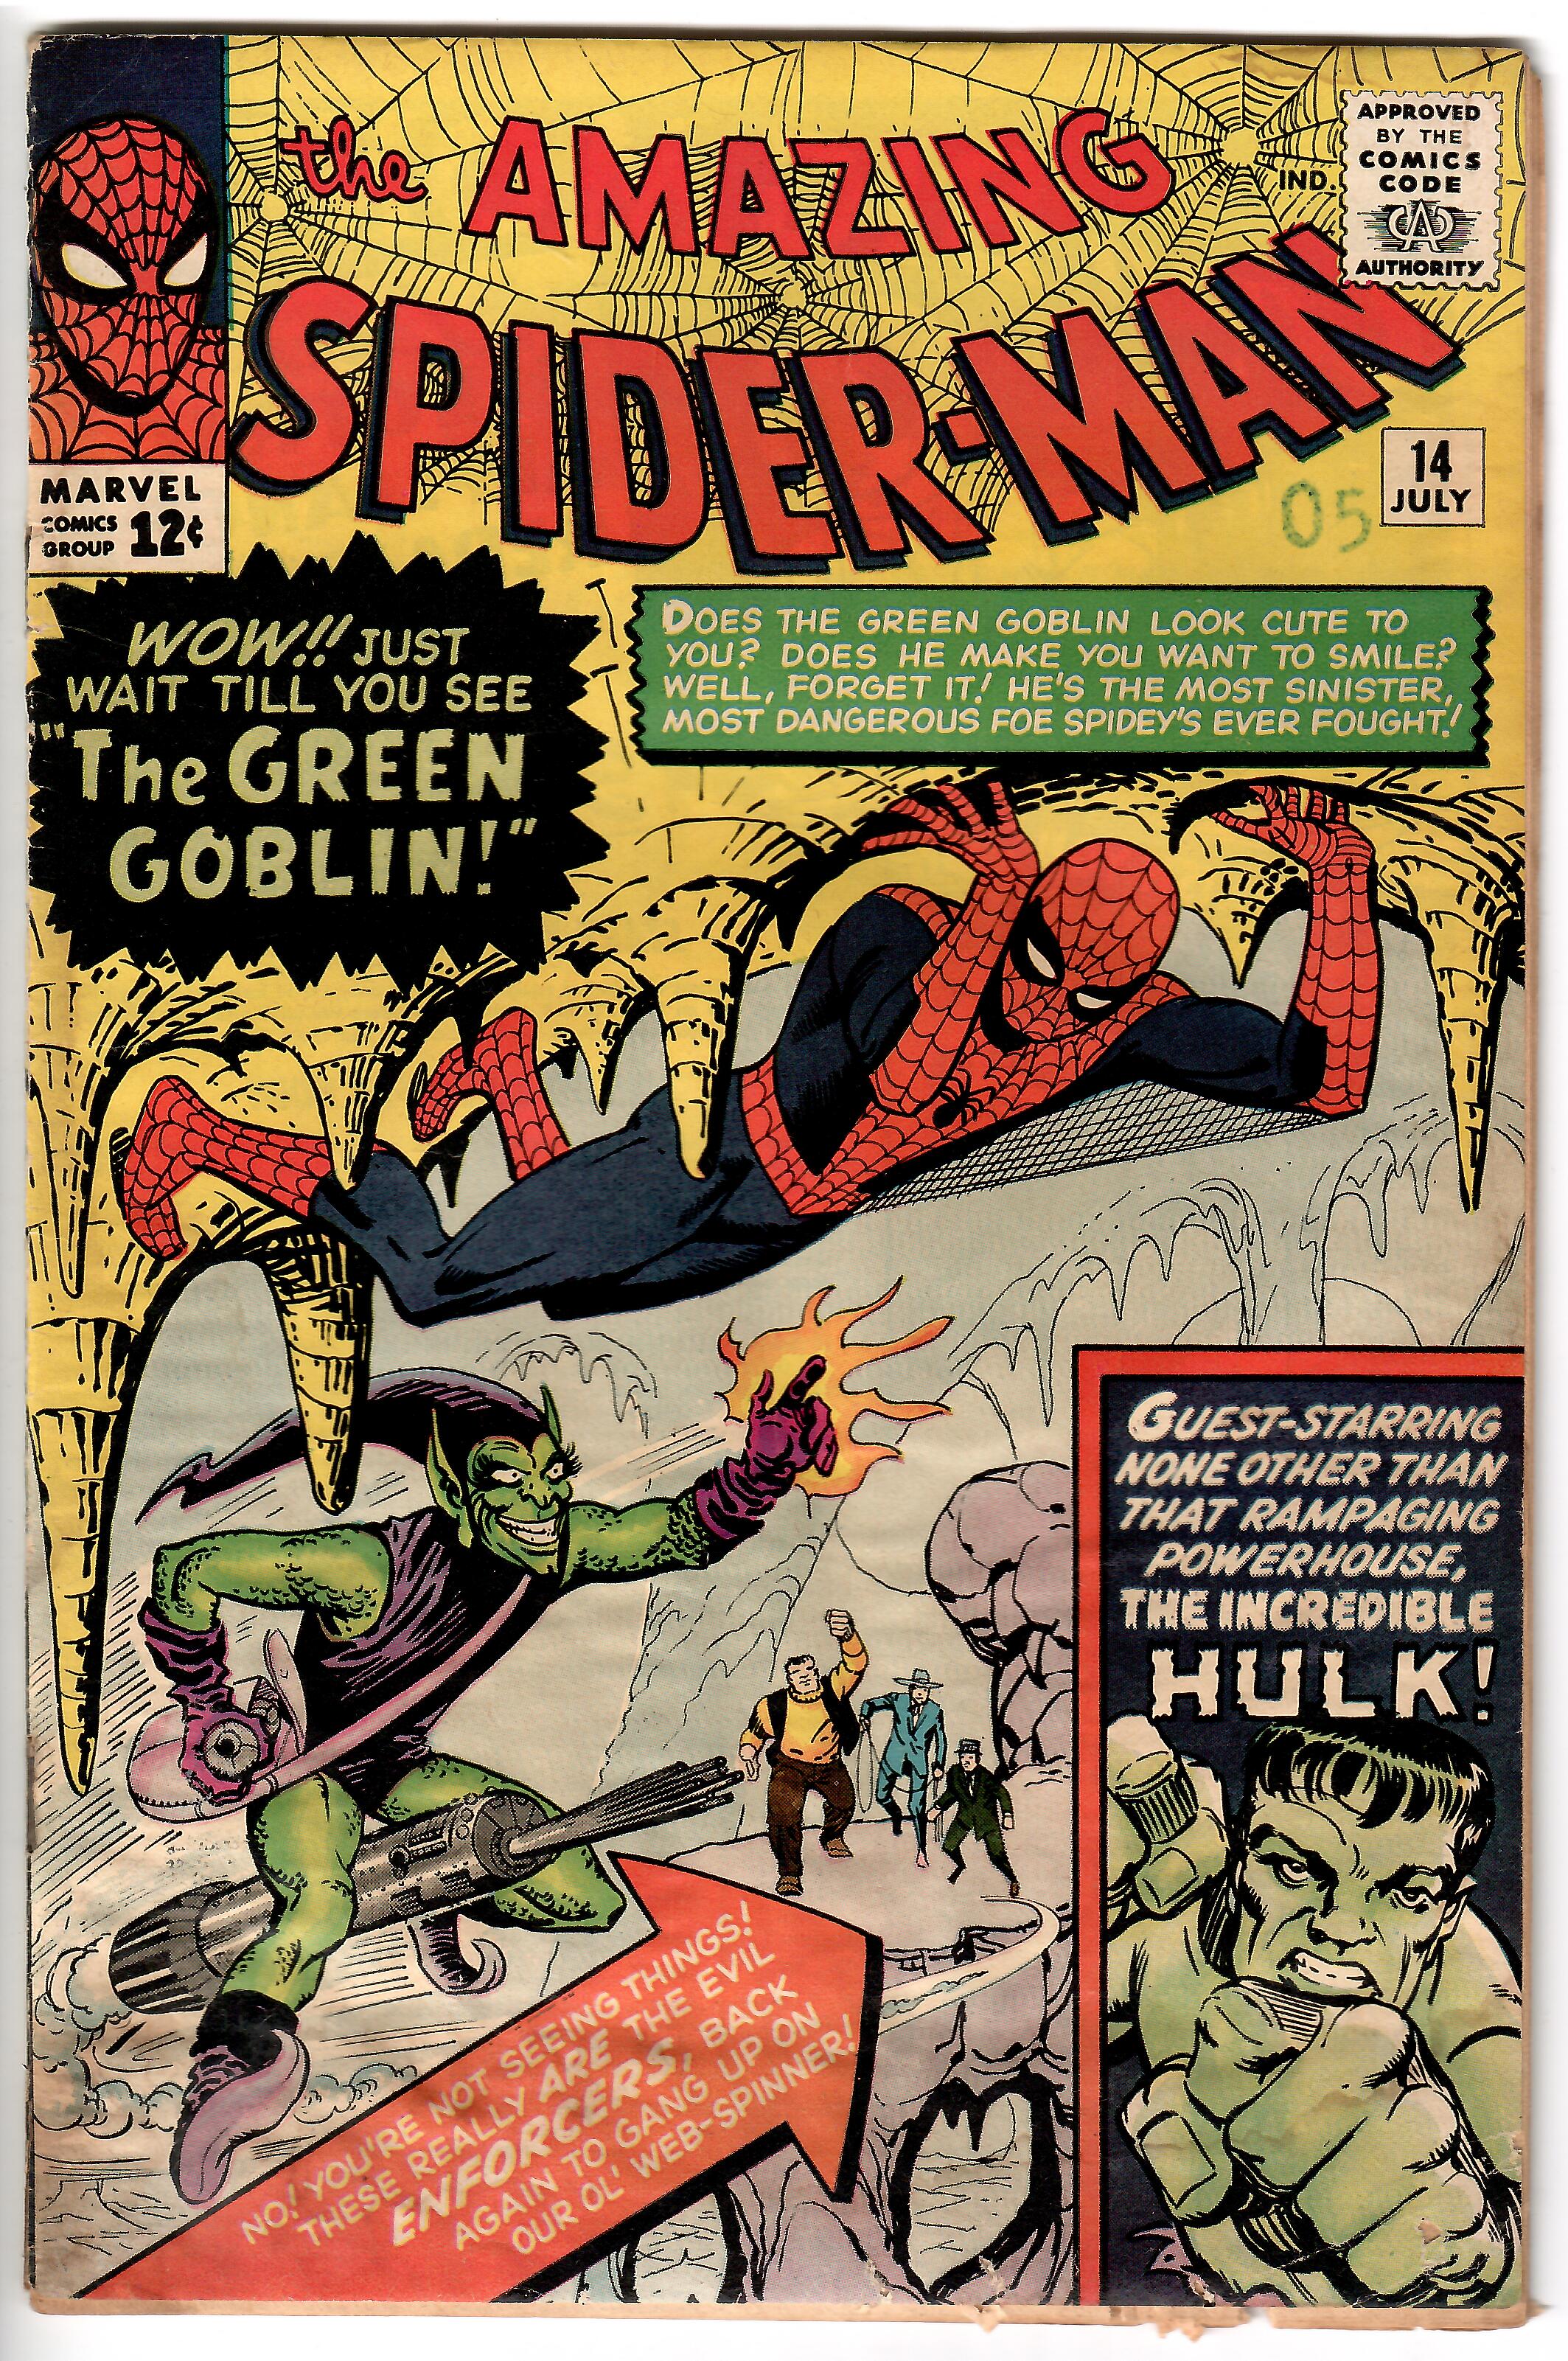 the AMAZING
SPIDER-MAN
IND.
APPROVED
BY THE
COMICS
CODE
CA
AUTHORITY
MARVEL
COMICS
GROUP 12¢
14
JULY
05
WOW!! JUST
WAIT TILL YOU SEE
"The GREEN
GOBLIN!"
DOES THE GREEN GOBLIN LOOK CUTE TO
YOU? DOES HE MAKE YOU WANT TO SMILE?
WELL, FORGET IT! HE'S THE MOST SINISTER,
MOST DANGEROUS FOE SPIDEY'S EVER FOUGHT!
GUEST-STARRING
NONE OTHER THAN
THAT RAMPAGING
POWERHOUSE,
THE INCREDIBLE
HULK!
NO! YOU'RE NOT SEEING THINGS!
THESE REALLY ARE THE EVIL
ENFORCERS, BACK
AGAIN TO GANG UP ON
OUR OL' WEB-SPINNER!